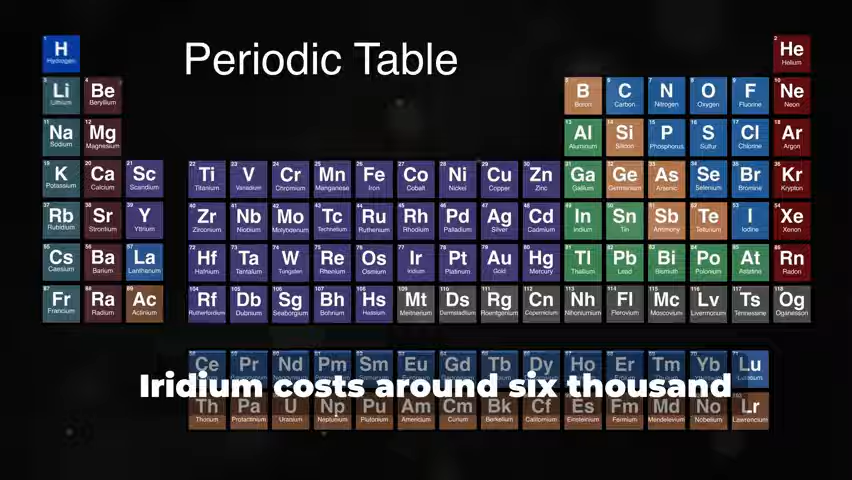 Periodic Table
H He
Hydrogen Helium
Li Be B C N O F Ne
Lithium Beryllium Boron Carbon Nitrogen Oxygen Fluorine Neon
Na Mg Al Si P S Cl Ar
Sodium Magnesium Aluminum Silicon Phosphorus Sulfur Chlorine Argon
K Ca Sc Ti V Cr Mn Fe Co Ni Cu Zn Ga Ge As Se Br Kr
Potassium Calcium Scandium Titanium Vanadium Chromium Manganese Iron Cobalt Nickel Copper Zinc Gallium Germanium Arsenic Selenium Bromine Krypton
Rb Sr Y Zr Nb Mo Tc Ru Rh Pd Ag Cd In Sn Sb Te I Xe
Rubidium Strontium Yttrium Zirconium Niobium Molybdenum Technetium Ruthenium Rhodium Palladium Silver Cadmium Indium Tin Antimony Tellurium Iodine Xenon
Cs Ba La Hf Ta W Re Os Ir Pt Au Hg Tl Pb Bi Po At Rn
Caesium Barium Lanthanum Hafnium Tantalum Tungsten Rhenium Osmium Iridium Platinum Gold Mercury Thallium Lead Bismuth Polonium Astatine Radon
Fr Ra Ac Rf Db Sg Bh Hs Mt Ds Rg Cn Nh Fl Mc Lv Ts Og
Francium Radium Actinium Rutherfordium Dubnium Seaborgium Bohrium Hassium Meitnerium Darmstadtium Roentgenium Copernicium Nihonium Flerovium Moscovium Livermorium Tennessine Oganesson
Ce Pr Nd Pm Sm Eu Gd Tb Dy Ho Er Tm Yb Lu
Iridium costs around six thousand
Th Pa U Np Pu Am Cm Bk Cf Es Fm Md No Lr
Thorium Protactinium Uranium Neptunium Plutonium Americium Curium Berkelium Californium Einsteinium Fermium Mendelevium Nobelium Lawrencium